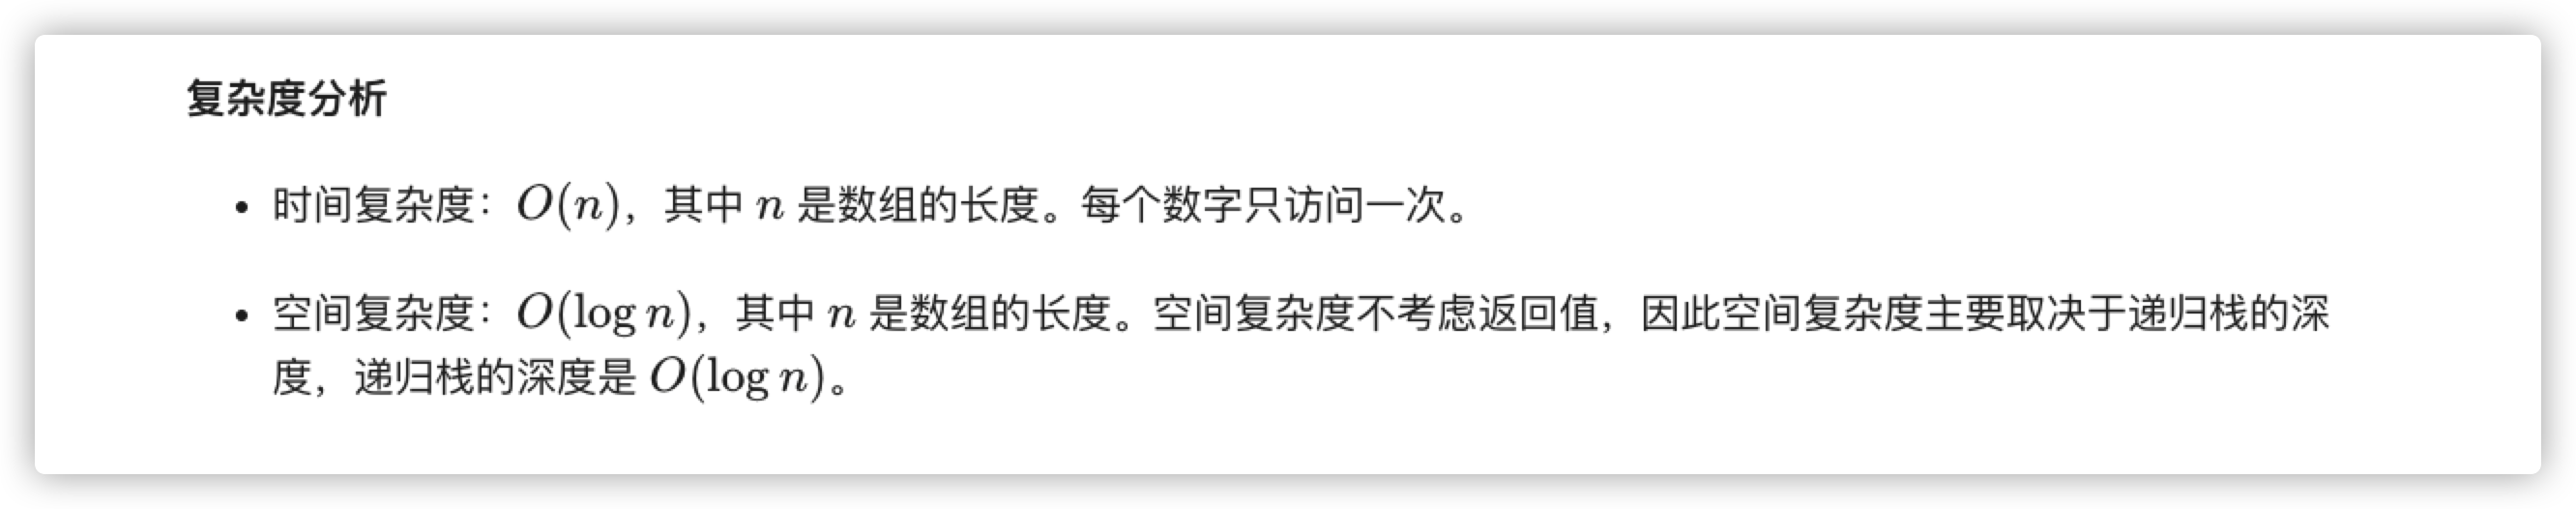 复杂度分析
• 时间复杂度：O(n)，其中 n 是数组的长度。每个数字只访问一次。
• 空间复杂度：O(log n)，其中 n 是数组的长度。空间复杂度不考虑返回值，因此空间复杂度主要取决于递归栈的深
度，递归栈的深度是 O(log n)。